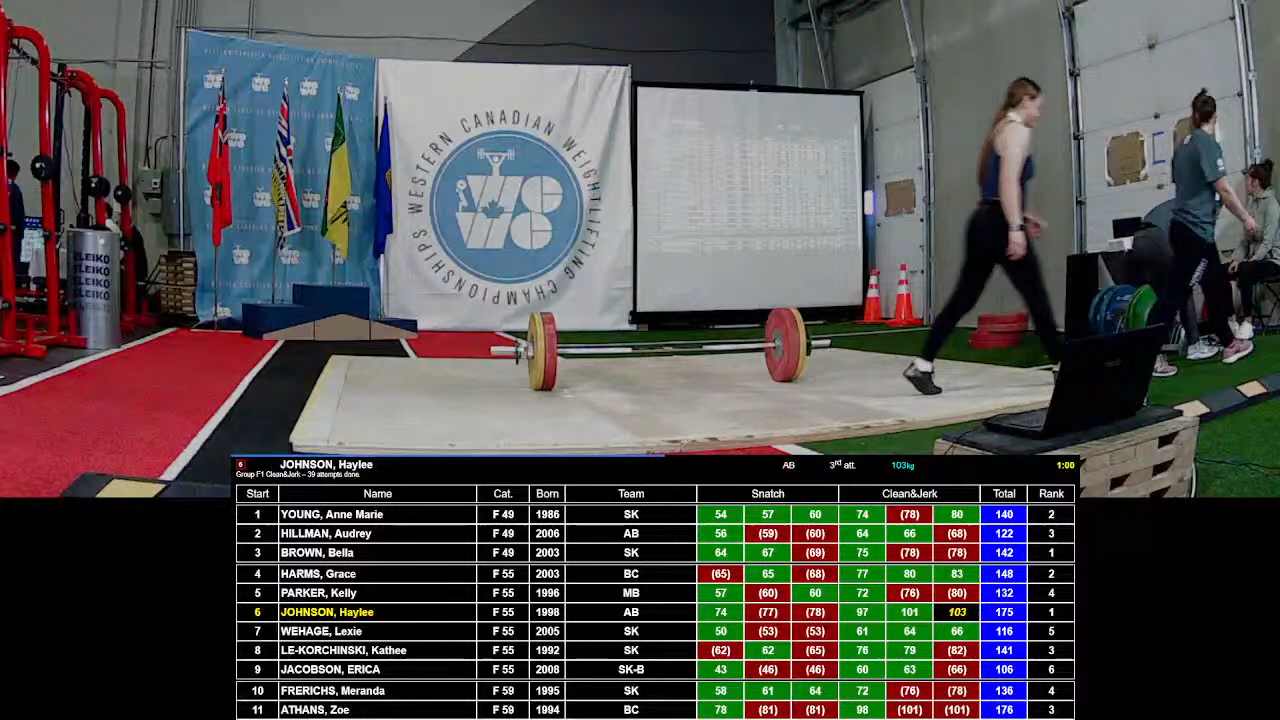 WESTERN CANADIAN WEIGHTLIFTING CHAMPIONSHIPS
WC
WC
ELEIKO
ELEIKO
ELEIKO
ELEIKO
6 JOHNSON, Haylee AB 3rd att. 103kg 1:00
Group F1 Clean&Jerk – 39 attempts done.
Start Name Cat. Born Team Snatch Clean&Jerk Total Rank
1 YOUNG, Anne Marie F 49 1986 SK 54 57 60 74 (78) 80 140 2
2 HILLMAN, Audrey F 49 2006 AB 56 (59) (60) 64 66 (68) 122 3
3 BROWN, Bella F 49 2003 SK 64 67 (69) 75 (78) (78) 142 1
4 HARMS, Grace F 55 2003 BC (65) 65 (68) 77 80 83 148 2
5 PARKER, Kelly F 55 1996 MB 57 (60) 60 72 (76) (80) 132 4
6 JOHNSON, Haylee F 55 1998 AB 74 (77) (78) 97 101 103 175 1
7 WEHAGE, Lexie F 55 2005 SK 50 (53) (53) 61 64 66 116 5
8 LE-KORCHINSKI, Kathee F 55 1992 SK (62) 62 (65) 76 79 (82) 141 3
9 JACOBSON, ERICA F 55 2008 SK-B 43 (46) (46) 60 63 (66) 106 6
10 FRERICHS, Meranda F 59 1995 SK 58 61 64 72 (76) (78) 136 4
11 ATHANS, Zoe F 59 1994 BC 78 (81) (81) 98 (101) (101) 176 3